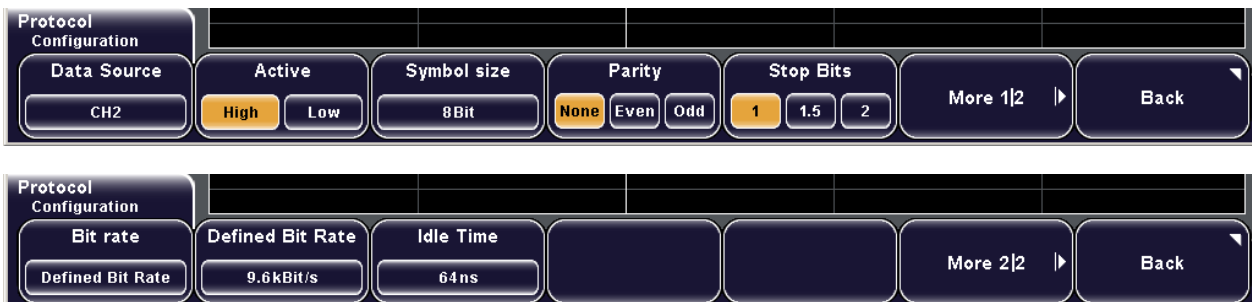 Protocol
Configuration
Data Source
Active
Symbol size
Parity
Stop Bits
More 1|2
Back
CH2
High
Low
8Bit
None
Even
Odd
1
1.5
2
Protocol
Configuration
Bit rate
Defined Bit Rate
Idle Time
More 2|2
Back
Defined Bit Rate
9.6kBit/s
64ns